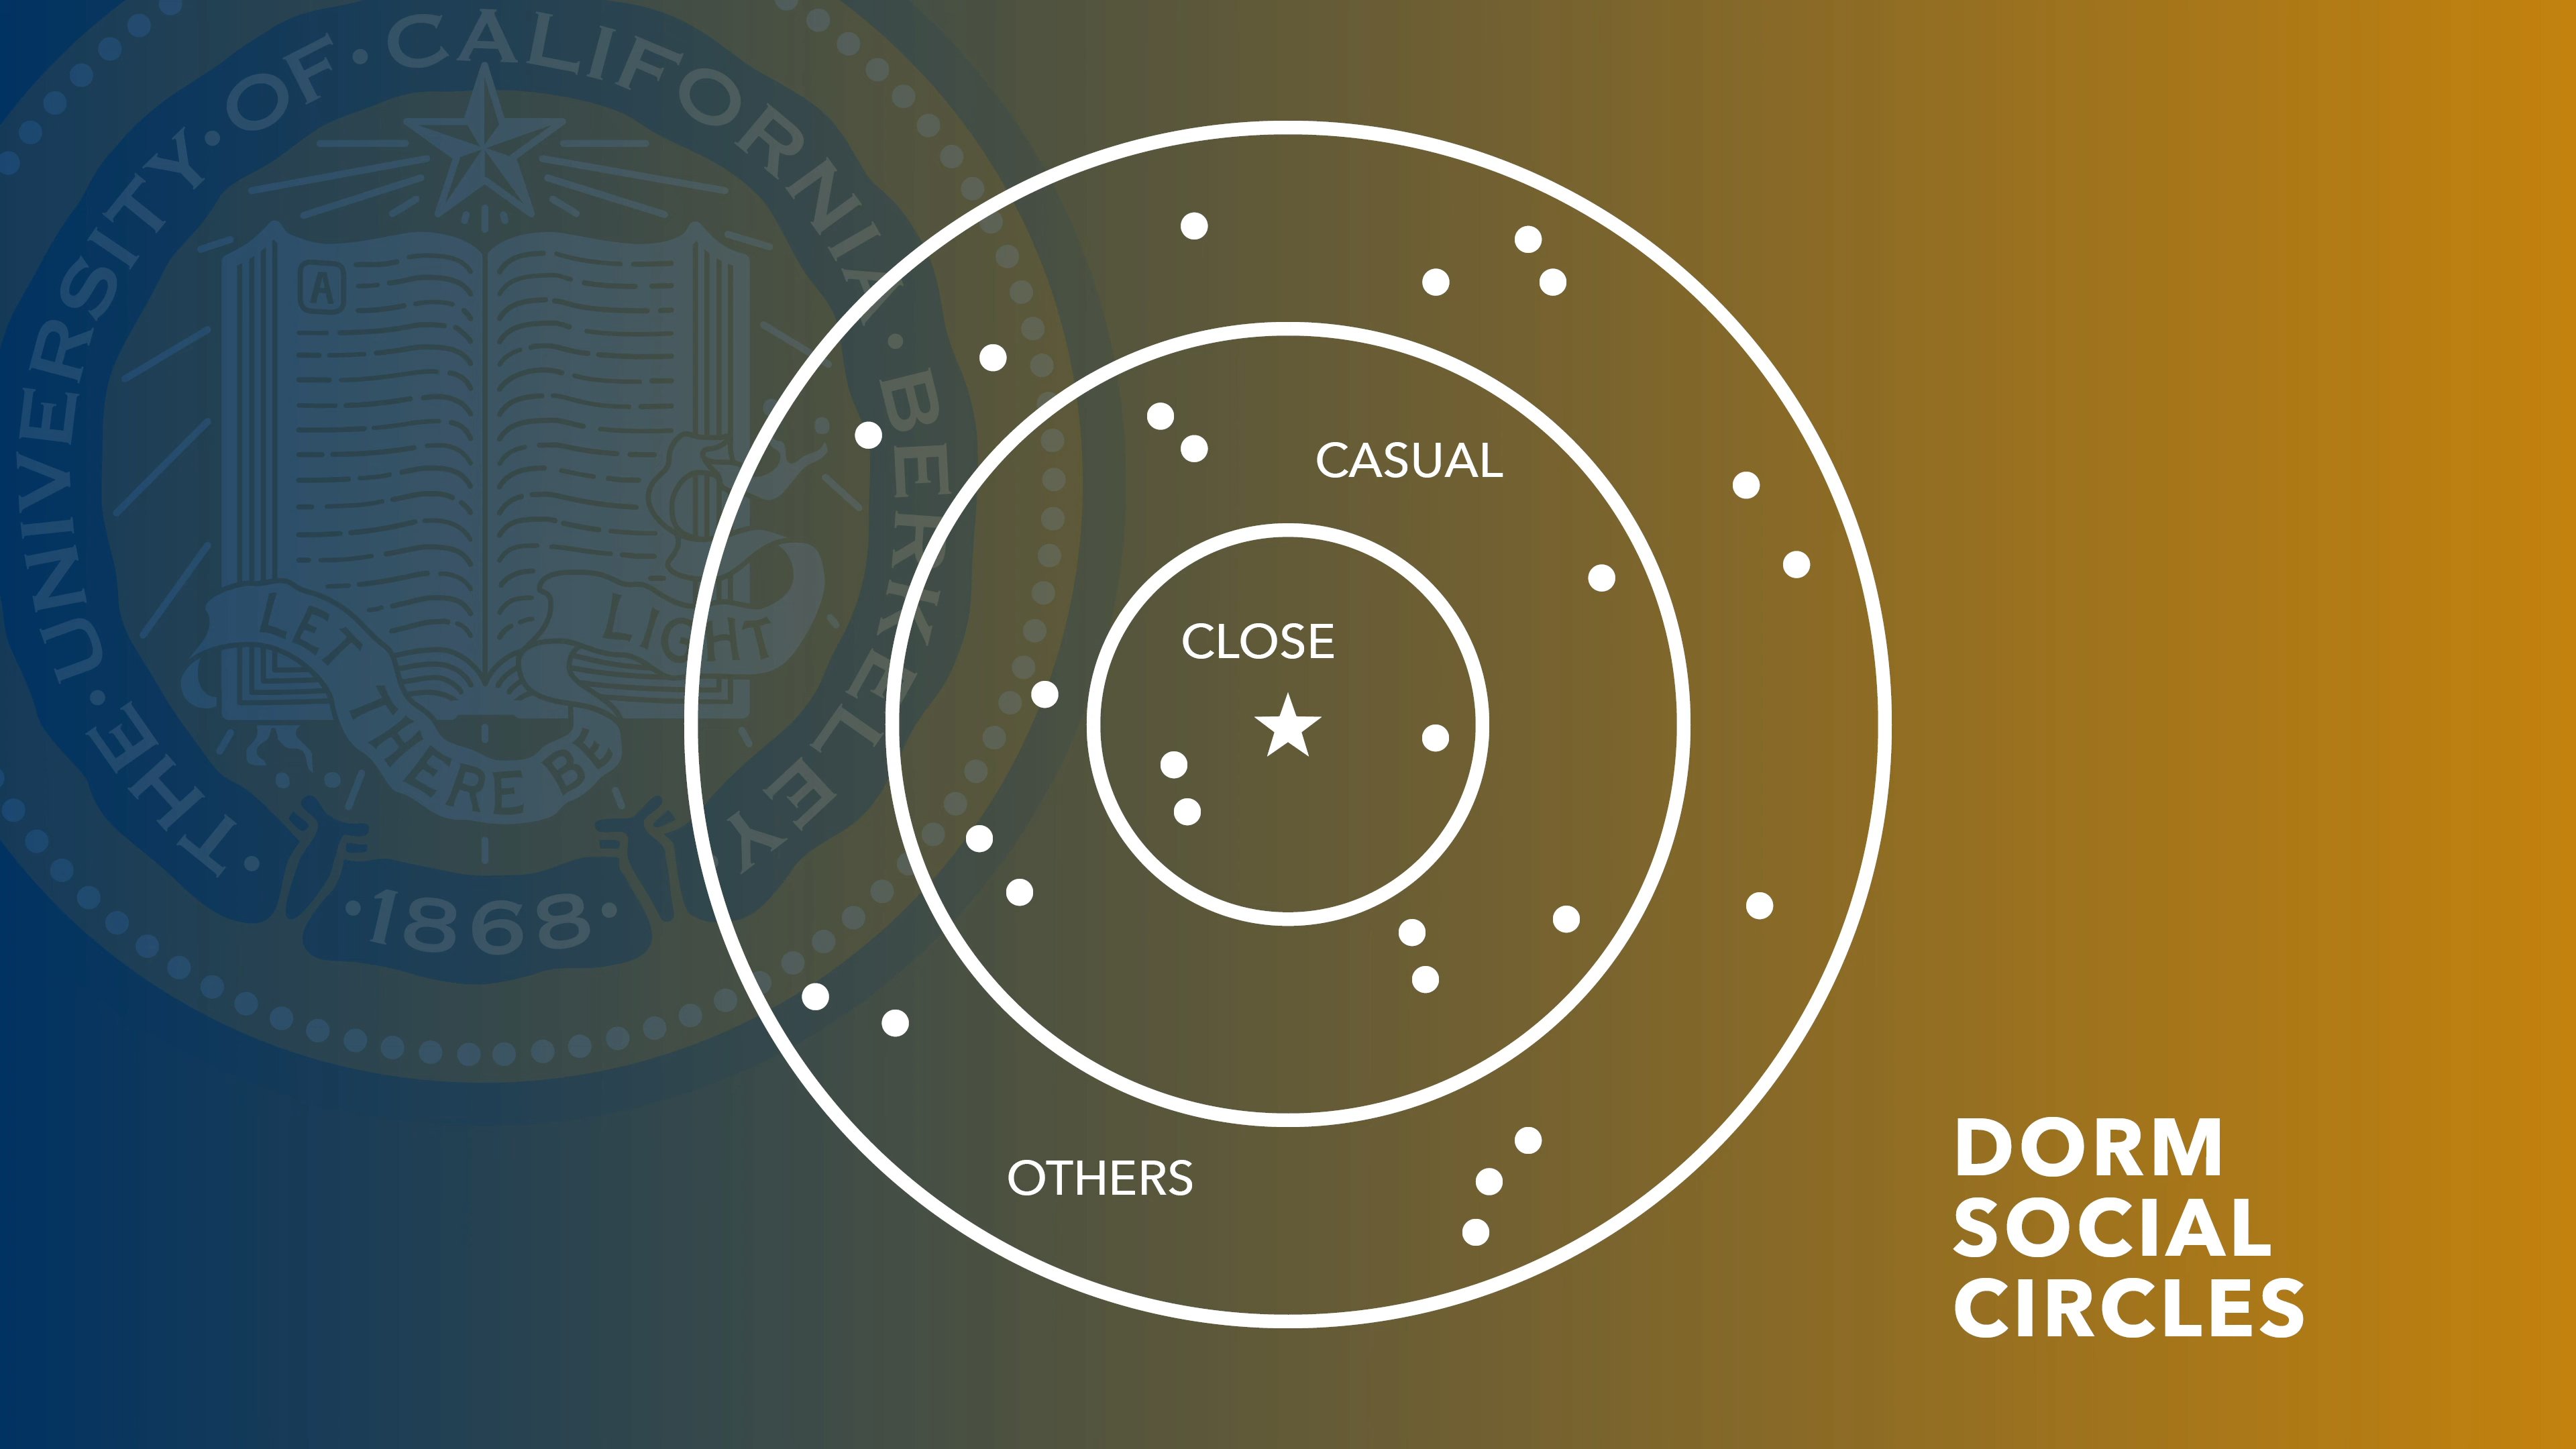 ·THE·UNIVERSITY·OF·CALIFORNIA·BERKELEY
A
LET THERE BE LIGHT
·1868·
CASUAL
CLOSE
OTHERS
DORM
SOCIAL
CIRCLES